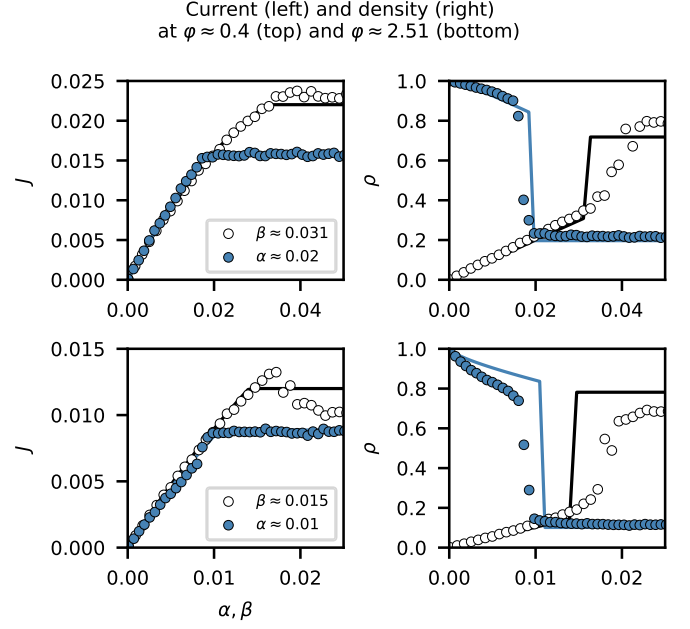 Current (left) and density (right)
at φ ≈ 0.4 (top) and φ ≈ 2.51 (bottom)
0.025
0.020
0.015
0.010
0.005
0.000
J
β ≈ 0.031
α ≈ 0.02
0.00 0.02 0.04
1.0
0.8
0.6
0.4
0.2
0.0
ρ
0.00 0.02 0.04
0.015
0.010
0.005
0.000
J
β ≈ 0.015
α ≈ 0.01
0.00 0.01 0.02
α, β
1.0
0.8
0.6
0.4
0.2
0.0
ρ
0.00 0.01 0.02